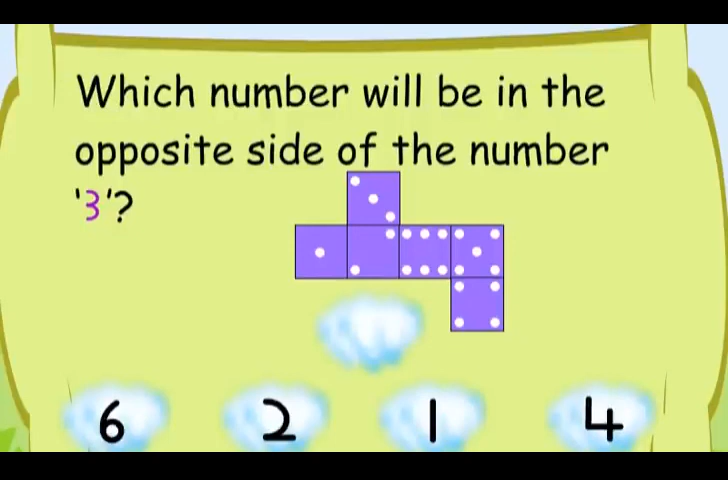 Which number will be in the
opposite side of the number
'3'?
6 2 1 4